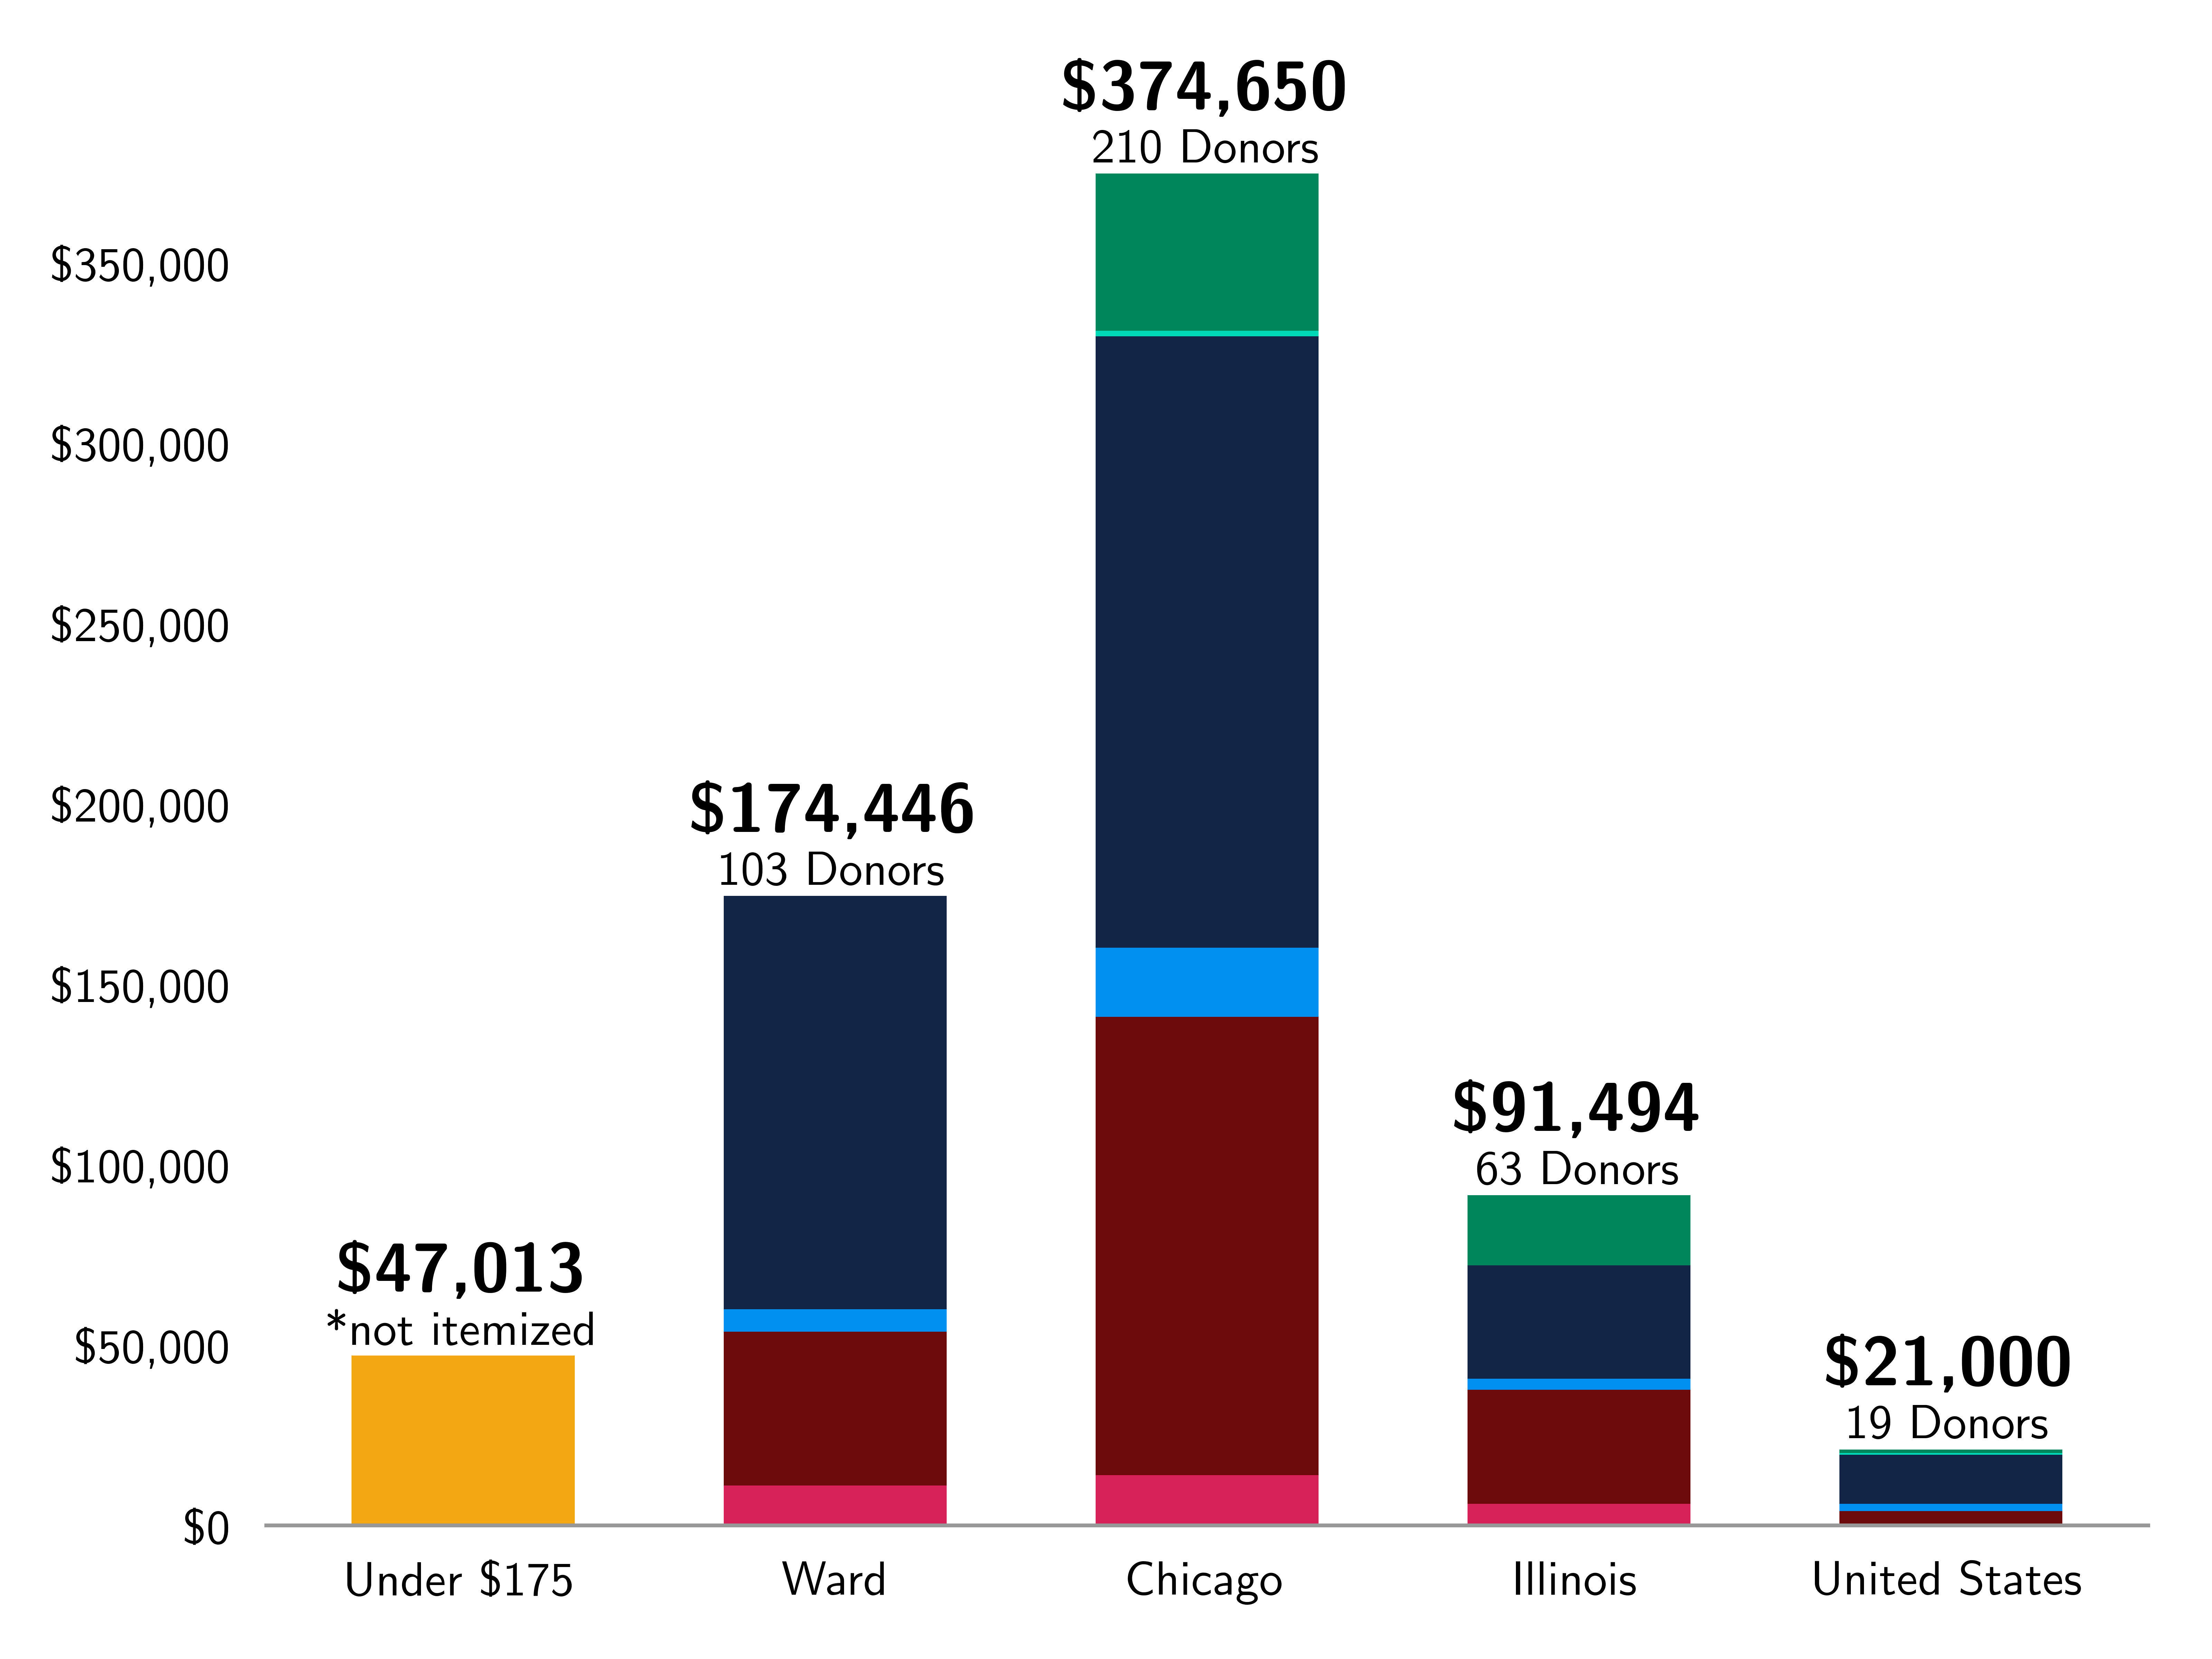 $374,650
210 Donors
$350,000
$300,000
$250,000
$200,000
$174,446
103 Donors
$150,000
$100,000
$91,494
63 Donors
$47,013
*not itemized
$50,000
$21,000
19 Donors
$0
Under $175
Ward
Chicago
Illinois
United States